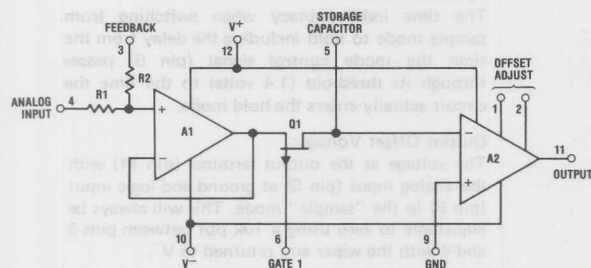 FEEDBACK
3
R2
V+
12
STORAGE
CAPACITOR
5
OFFSET
ADJUST
1
2
ANALOG
INPUT
4
R1
+
A1
-
Q1
-
A2
+
11
OUTPUT
10
V-
6
GATE 1
9
GND
The time
when switching from
sample mode to
including the delay from the
time the mode control signal (pin 6) passes
through its threshold (1.4 volts) to the time the
circuit actually enters the hold mode.
Output Offset Voltage:
The voltage at the output terminal (pin 11) with
the analog input (pin 5) at ground and logic input
(pin 6) in the "sample" mode. This will always be
adjustable to zero using a 10k pot between pins 3
and 4 with the wiper arm returned to V-.